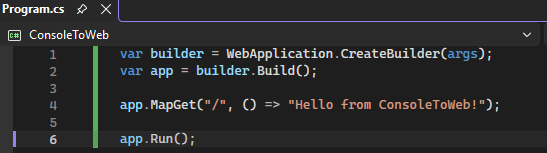 Program.cs
C# ConsoleToWeb
1 var builder = WebApplication.CreateBuilder(args);
2 var app = builder.Build();
3
4 app.MapGet("/", () => "Hello from ConsoleToWeb!");
5
6 app.Run();